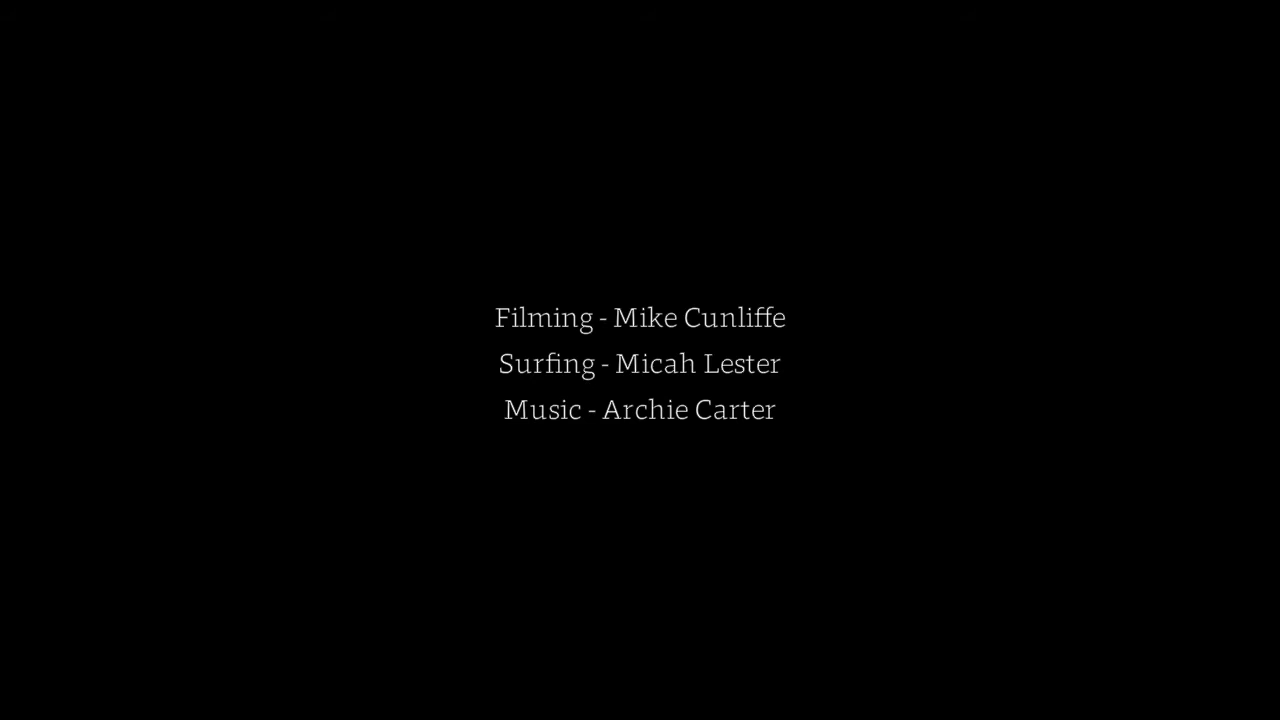 Filming - Mike Cunliffe
Surfing - Micah Lester
Music - Archie Carter